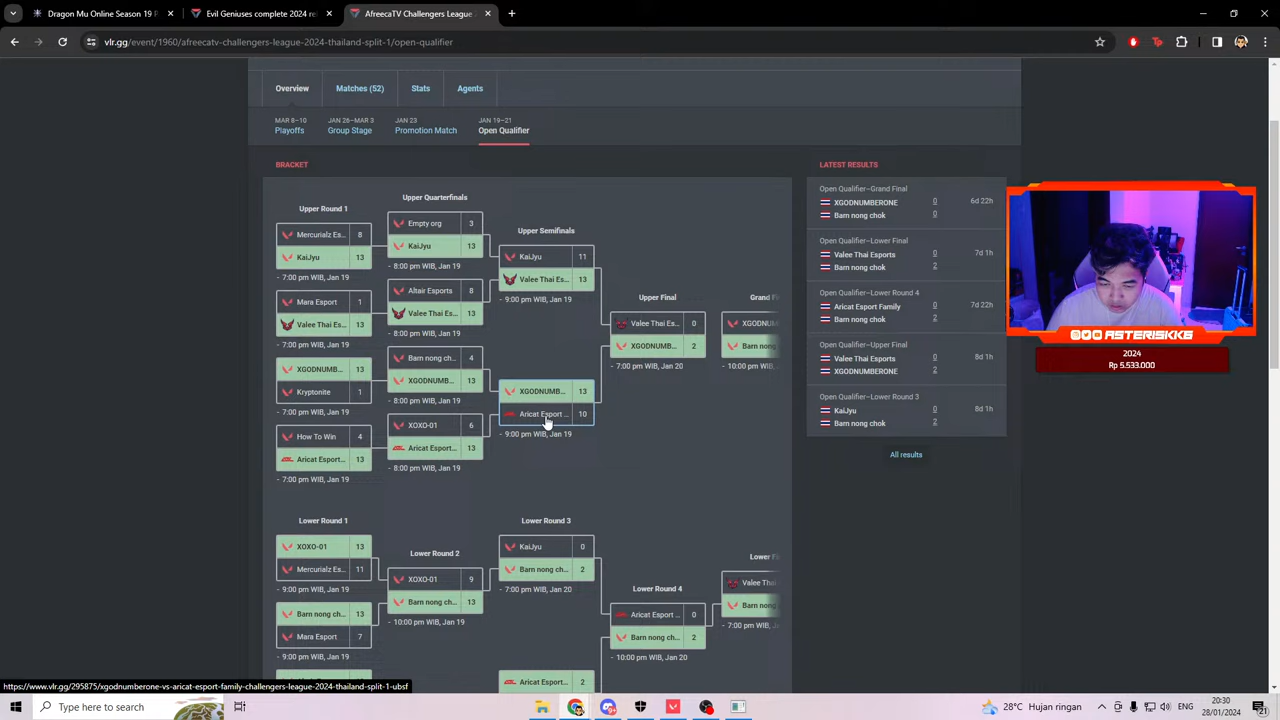 Dragon Mu Online Season 19 P
Evil Geniuses complete 2024 re
AfreecaTV Challengers League
vlr.gg/event/1960/afreecatv-challengers-league-2024-thailand-split-1/open-qualifier
Overview
Matches (52)
Stats
Agents
MAR 8–10
Playoffs
JAN 26–MAR 3
Group Stage
JAN 23
Promotion Match
JAN 19–21
Open Qualifier
BRACKET
Upper Round 1
Mercurialz Es... 8
KaiJyu 13
- 7:00 pm WIB, Jan 19
Mara Esport 1
Valee Thai Es... 13
- 7:00 pm WIB, Jan 19
XGODNUMB... 13
Kryptonite 1
- 7:00 pm WIB, Jan 19
How To Win 4
Aricat Esport... 13
- 7:00 pm WIB, Jan 19
Upper Quarterfinals
Empty org 3
KaiJyu 13
- 8:00 pm WIB, Jan 19
Altair Esports 8
Valee Thai Es... 13
- 8:00 pm WIB, Jan 19
Barn nong ch... 4
XGODNUMB... 13
- 8:00 pm WIB, Jan 19
XOXO-01 6
Aricat Esport... 13
- 8:00 pm WIB, Jan 19
Upper Semifinals
KaiJyu 11
Valee Thai Es... 13
- 9:00 pm WIB, Jan 19
XGODNUMB... 13
Aricat Esport ... 10
- 9:00 pm WIB, Jan 19
Upper Final
Valee Thai Es... 0
XGODNUMB... 2
- 7:00 pm WIB, Jan 20
Grand F
XGODNUM
Barn nong
- 10:00 pm WIB,
Lower Round 1
XOXO-01 13
Mercurialz Es... 11
- 9:00 pm WIB, Jan 19
Barn nong ch... 13
Mara Esport 7
- 9:00 pm WIB, Jan 19
Lower Round 2
XOXO-01 9
Barn nong ch... 13
- 10:00 pm WIB, Jan 19
Lower Round 3
KaiJyu 0
Barn nong ch... 2
- 7:00 pm WIB, Jan 20
Aricat Esport ... 2
Lower Round 4
Aricat Esport ... 0
Barn nong ch... 2
- 10:00 pm WIB, Jan 20
Lower Fi
Valee Thai
Barn nong
- 7:00 pm WIB, J
LATEST RESULTS
Open Qualifier–Grand Final
XGODNUMBERONE 0 6d 22h
Barn nong chok 0
Open Qualifier–Lower Final
Valee Thai Esports 0 7d 1h
Barn nong chok 2
Open Qualifier–Lower Round 4
Aricat Esport Family 0 7d 22h
Barn nong chok 2
Open Qualifier–Upper Final
Valee Thai Esports 0 8d 1h
XGODNUMBERONE 2
Open Qualifier–Lower Round 3
KaiJyu 0 8d 1h
Barn nong chok 2
All results
ASTERISKKE
2024
Rp 5.533.000
https://www.vlr.gg/295875/xgodnumberone-vs-aricat-esport-family-challengers-league-2024-thailand-split-1-ubsf
Type here to search
28°C Hujan ringan
ENG
20:30
28/01/2024